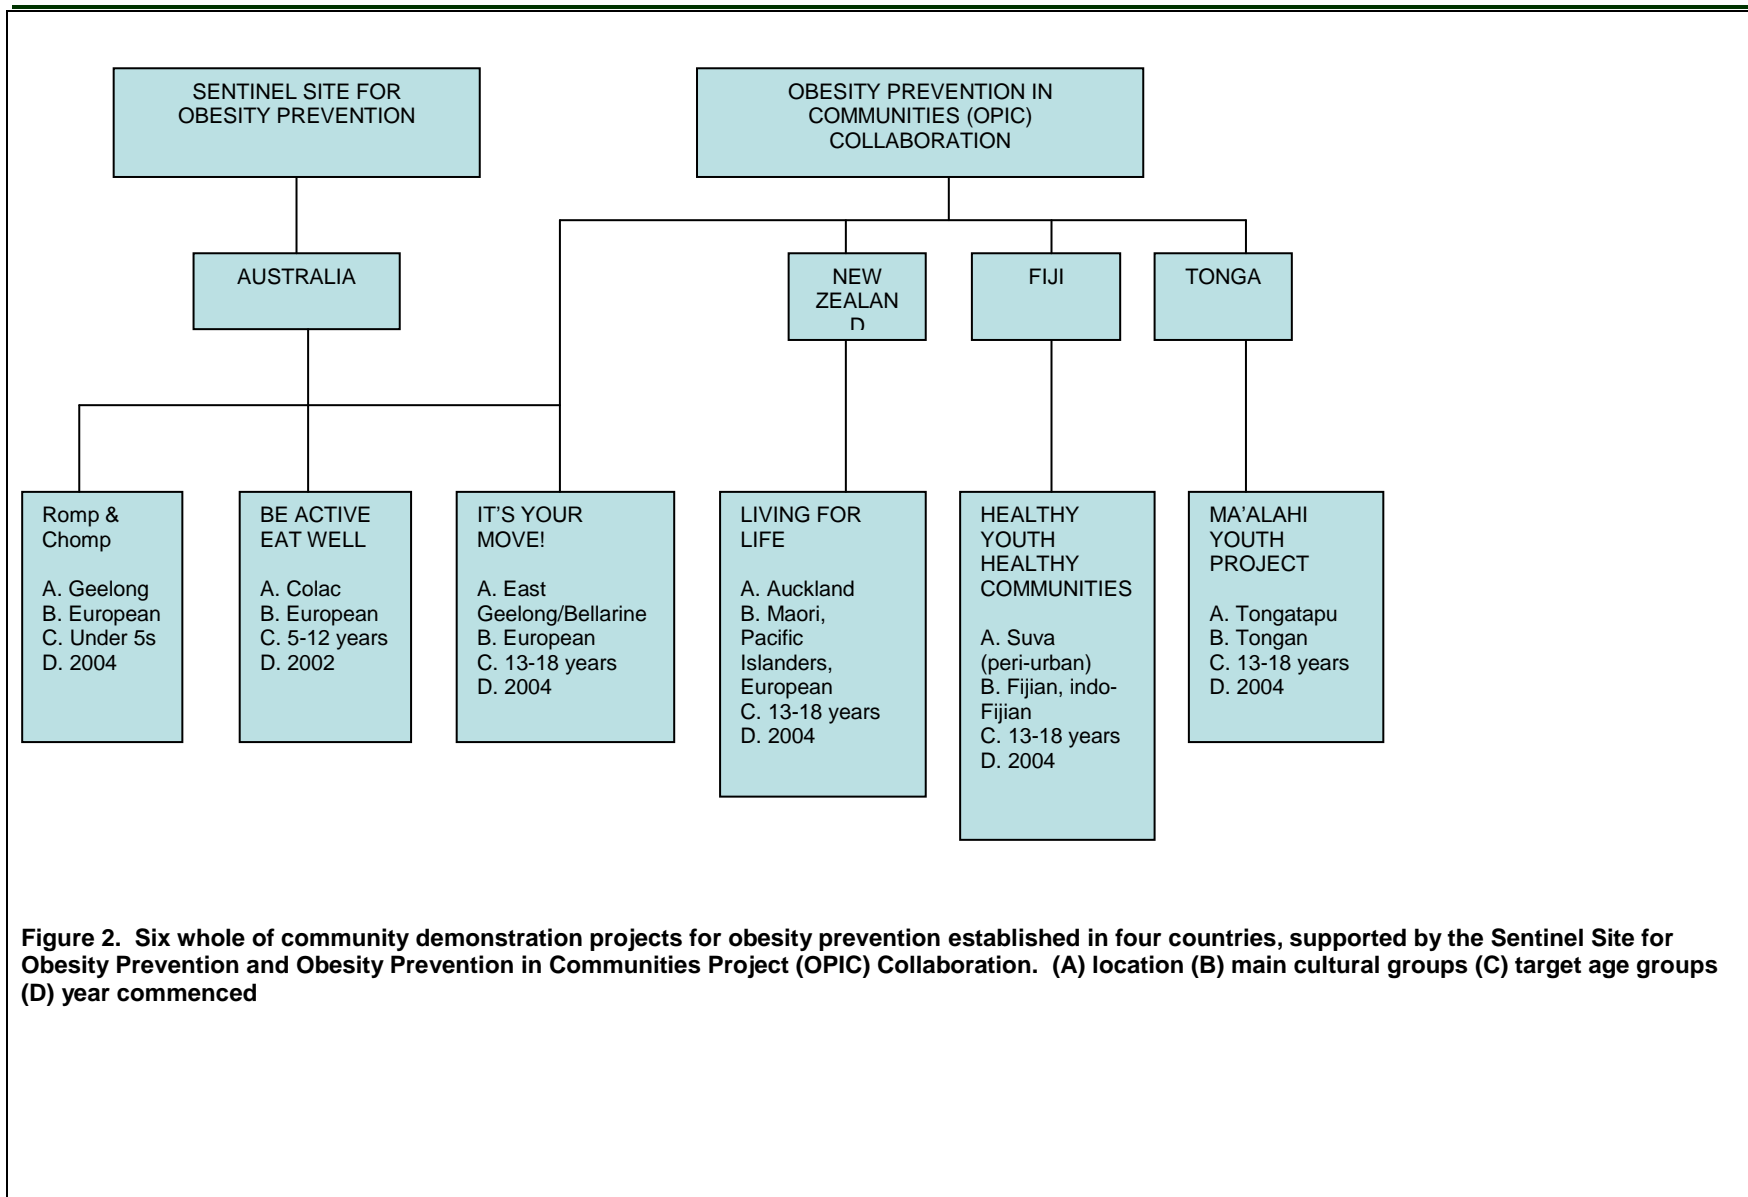 SENTINEL SITE FOR
OBESITY PREVENTION
OBESITY PREVENTION IN
COMMUNITIES (OPIC)
COLLABORATION
AUSTRALIA
NEW
ZEALAN
D
FIJI
TONGA
Romp &
Chomp
A. Geelong
B. European
C. Under 5s
D. 2004
BE ACTIVE
EAT WELL
A. Colac
B. European
C. 5-12 years
D. 2002
IT’S YOUR
MOVE!
A. East
Geelong/Bellarine
B. European
C. 13-18 years
D. 2004
LIVING FOR
LIFE
A. Auckland
B. Maori,
Pacific
Islanders,
European
C. 13-18 years
D. 2004
HEALTHY
YOUTH
HEALTHY
COMMUNITIES
A. Suva
(peri-urban)
B. Fijian, indo-
Fijian
C. 13-18 years
D. 2004
MA’ALAHI
YOUTH
PROJECT
A. Tongatapu
B. Tongan
C. 13-18 years
D. 2004
Figure 2.  Six whole of community demonstration projects for obesity prevention established in four countries, supported by the Sentinel Site for
Obesity Prevention and Obesity Prevention in Communities Project (OPIC) Collaboration.  (A) location (B) main cultural groups (C) target age groups
(D) year commenced